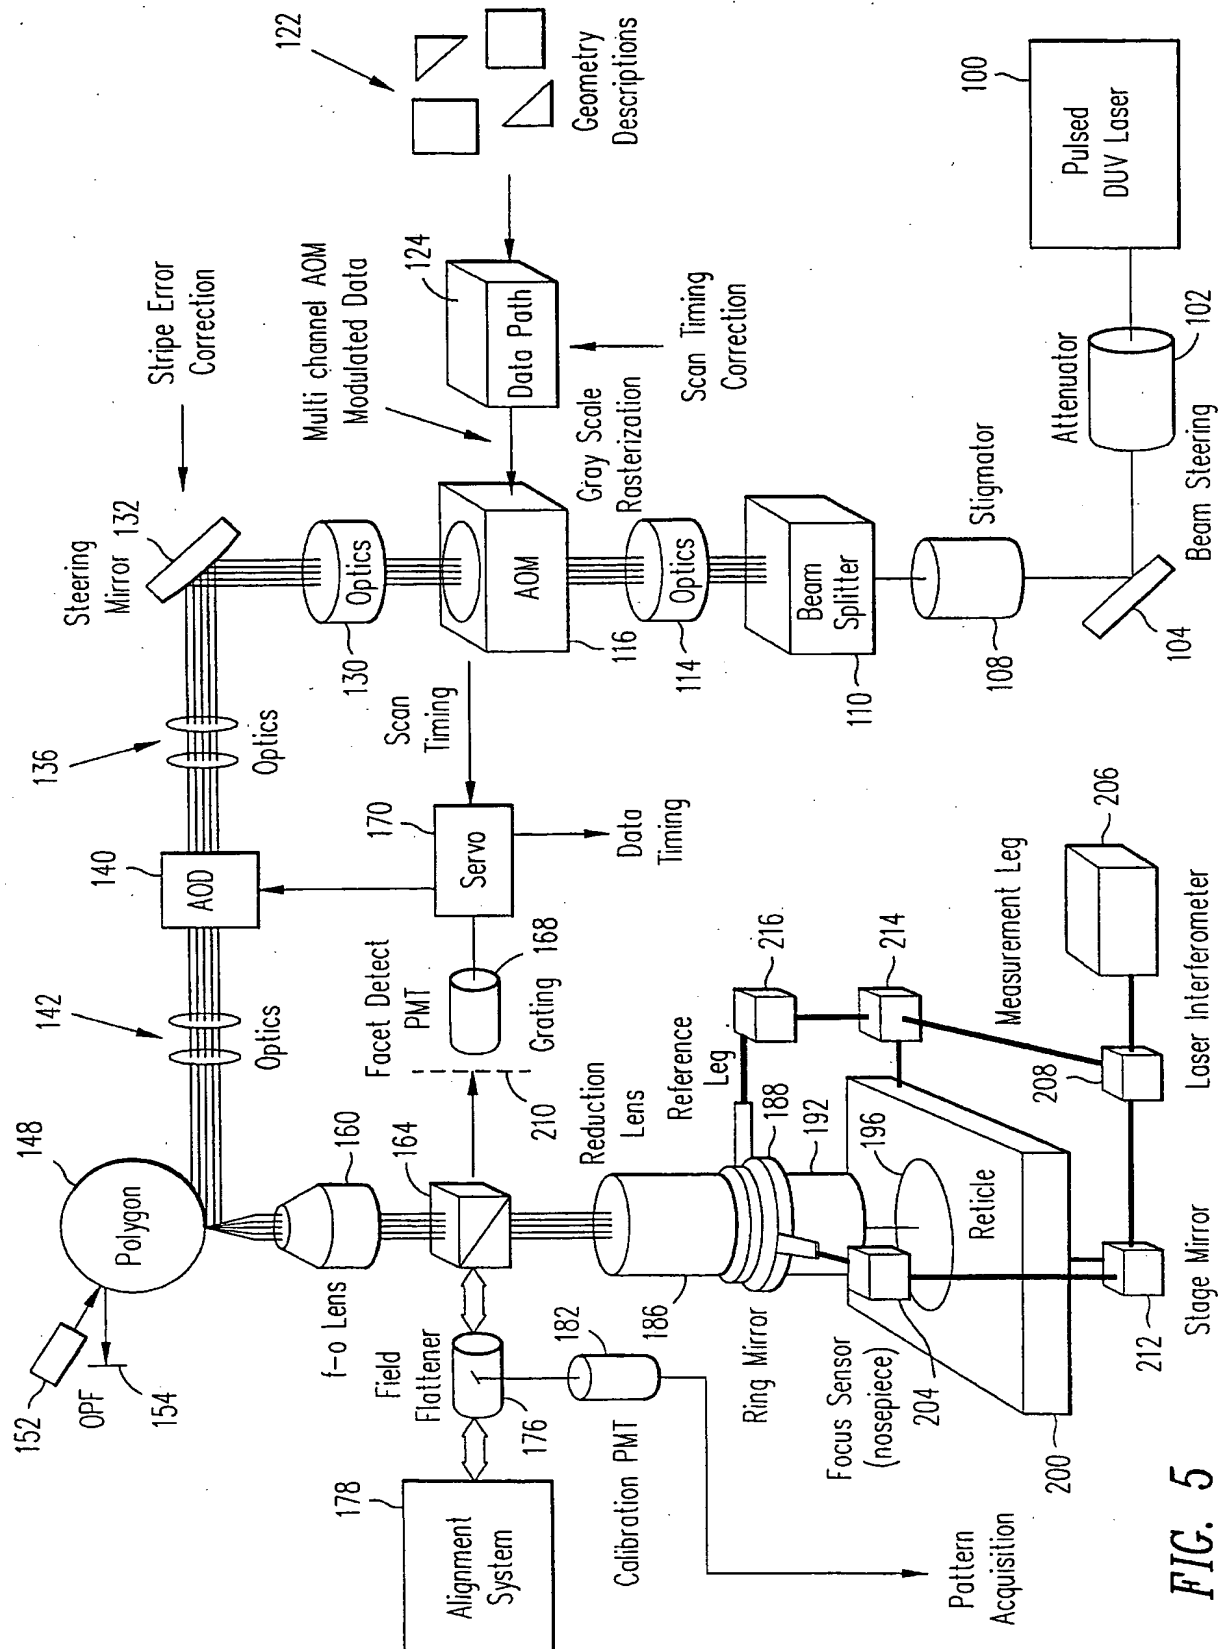 122
Geometry
Descriptions
100
Pulsed
DUV Laser
Stripe Error
Correction
Multi channel AOM
Modulated Data
124
Data Path
Scan Timing
Correction
Attenuator
102
Beam Steering
Steering
Mirror
132
Optics
130
AOM
116
Gray Scale
Rasterization
Optics
114
Beam
Splitter
110
Stigmator
108
104
136
Optics
Scan
Timing
140
AOD
170
Servo
Data
Timing
142
Optics
Facet Detect
PMT
168
Grating
210
148
Polygon
152
OPF
154
160
f-o Lens
164
Field
Flattener
176
178
Alignment
System
182
Calibration PMT
Pattern
Acquisition
Reduction
Lens
186
Ring Mirror
188
192
Reference
Leg
216
214
Measurement Leg
206
208
Laser Interferometer
196
Reticle
Focus Sensor
(nosepiece)
204
200
212
Stage Mirror
FIG. 5